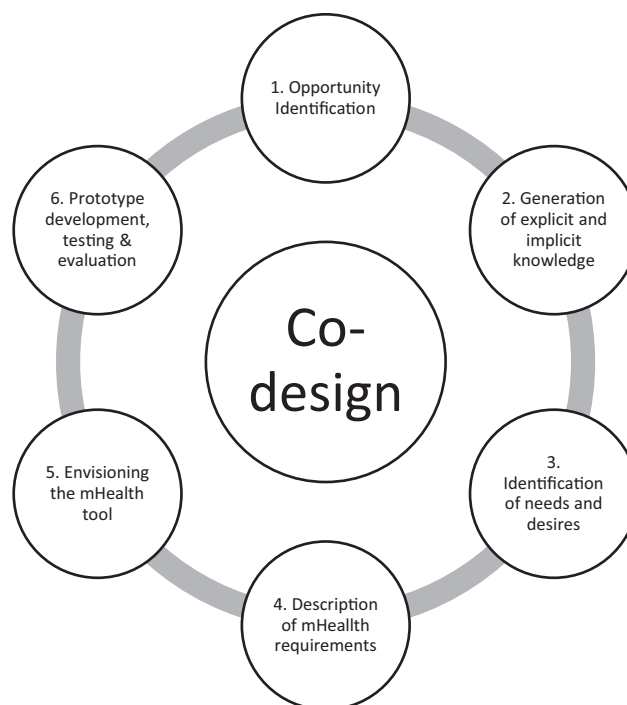 1. Opportunity
Identification
2. Generation
of explicit and
implicit
knowledge
3.
Identification
of needs and
desires
4. Description
of mHeallth
requirements
5. Envisioning
the mHealth
tool
6. Prototype
development,
testing &
evaluation
Co-
design